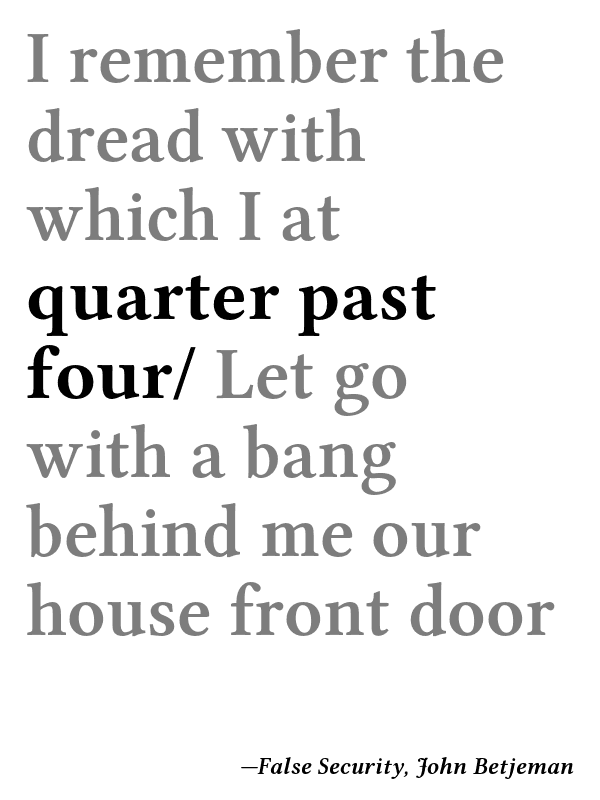 I remember the
dread with
which I at
quarter past
four/ Let go
with a bang
behind me our
house front door
—False Security, John Betjeman